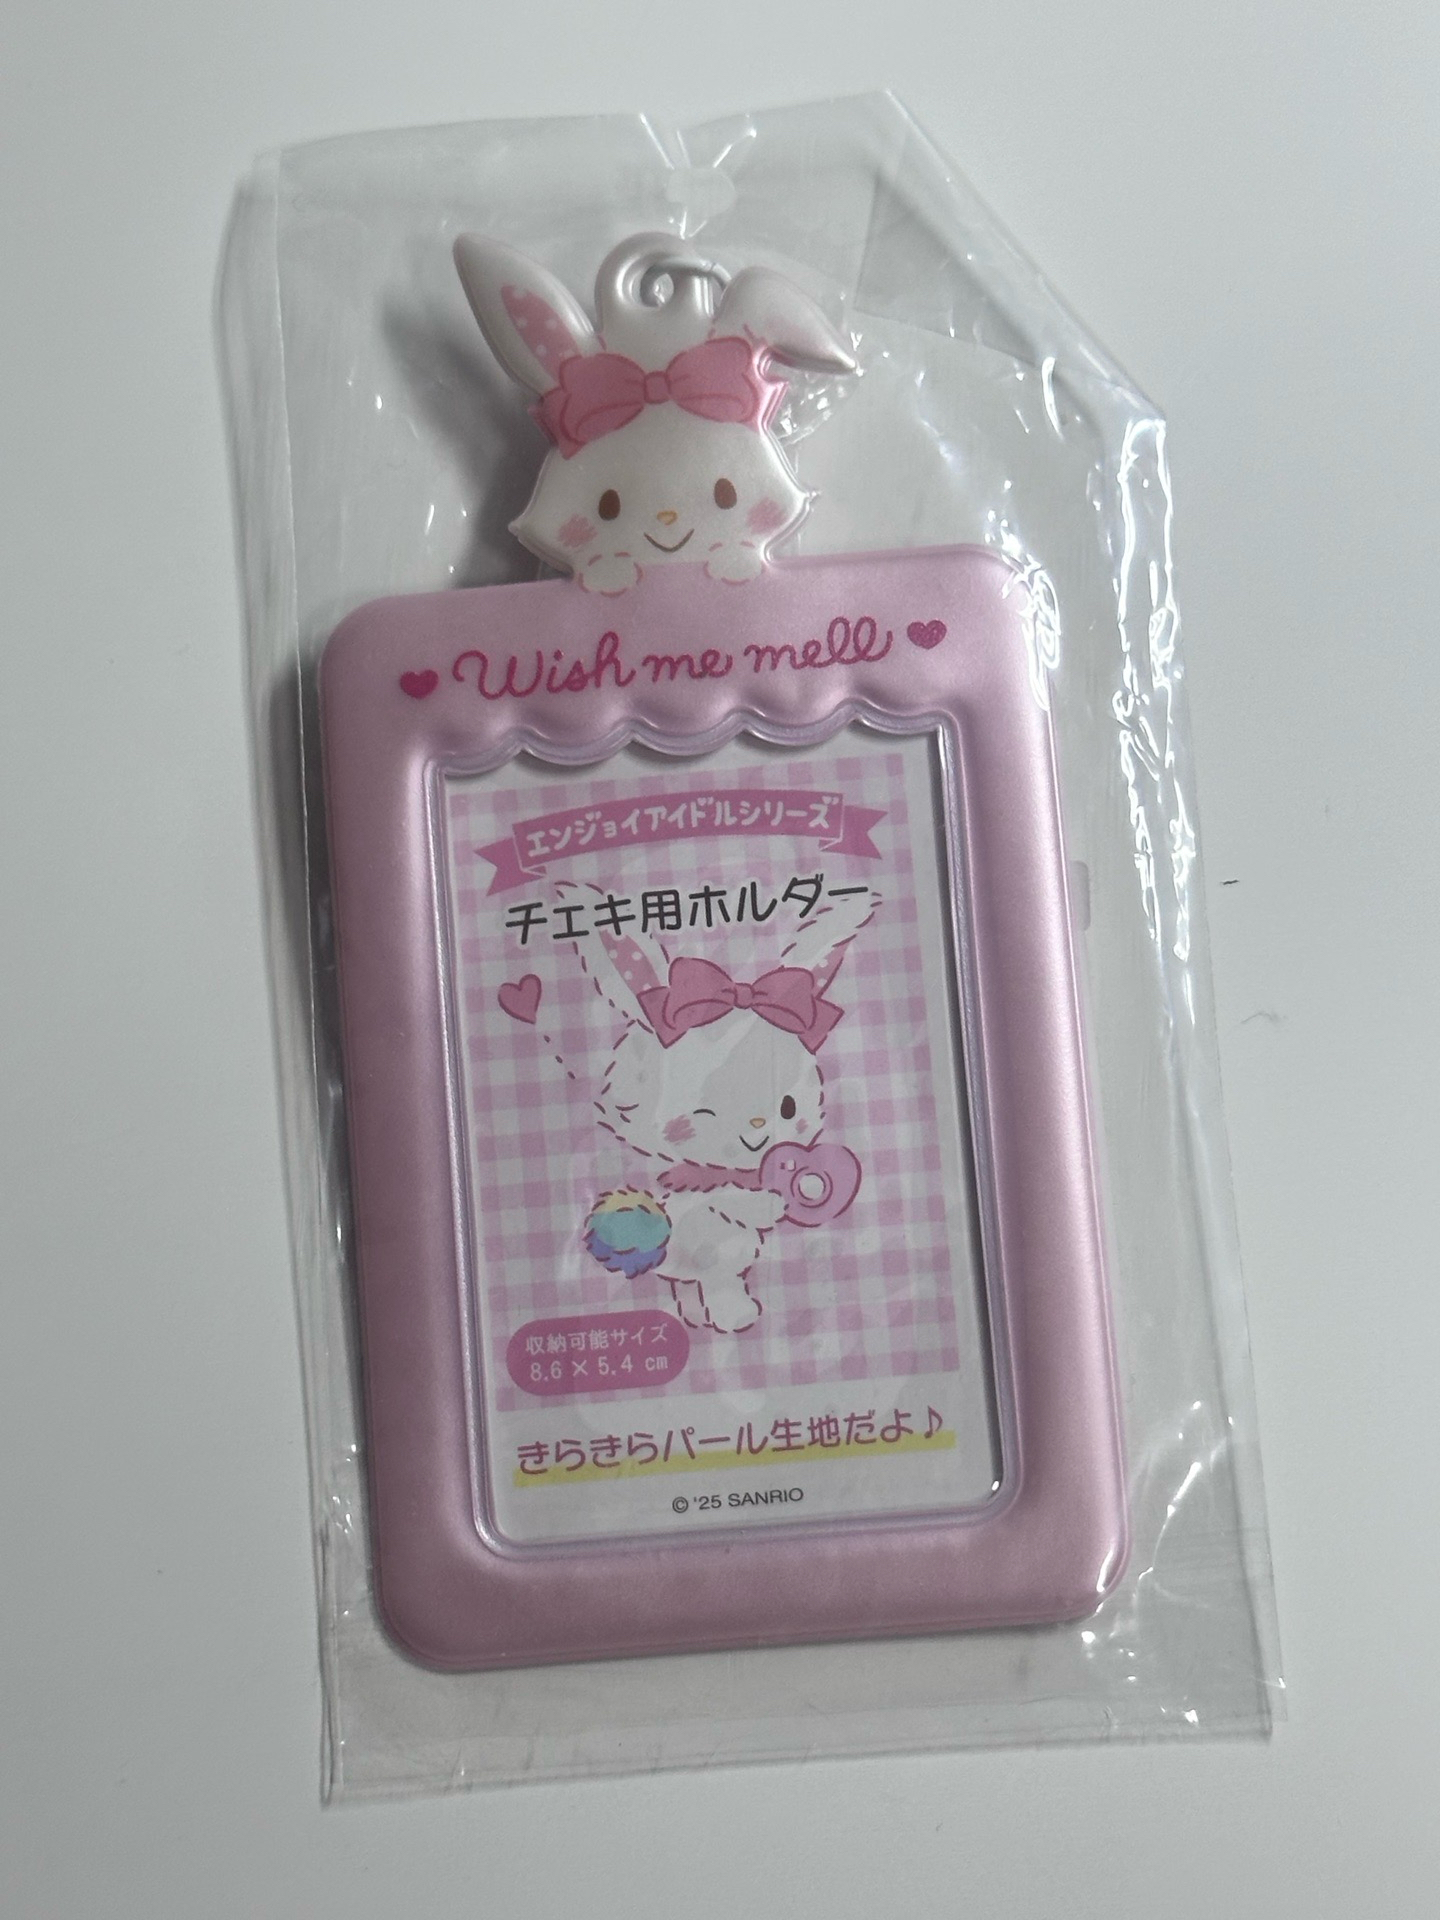 Wish me mell
エンジョイアイドルシリーズ
チェキ用ホルダー
収納可能サイズ
8.6 × 5.4 cm
きらきらパール生地だよ♪
© '25 SANRIO